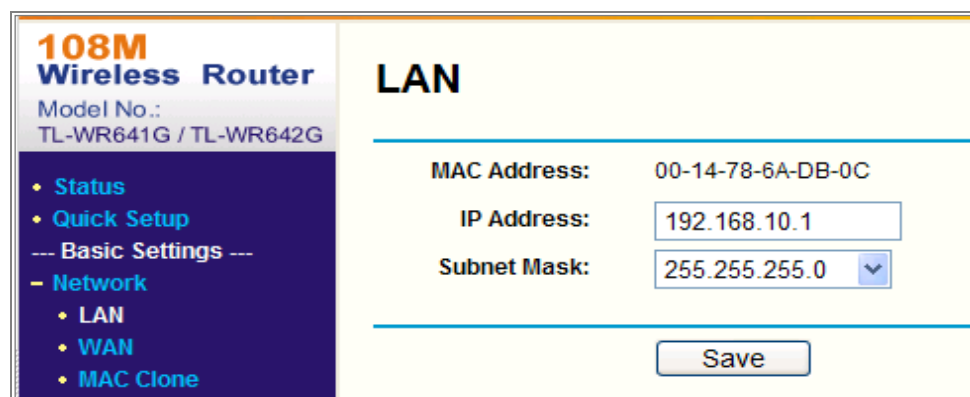 108M
Wireless Router
Model No.:
TL-WR641G / TL-WR642G
• Status
• Quick Setup
--- Basic Settings ---
– Network
• LAN
• WAN
• MAC Clone
LAN
MAC Address: 00-14-78-6A-DB-0C
IP Address: 192.168.10.1
Subnet Mask: 255.255.255.0
Save